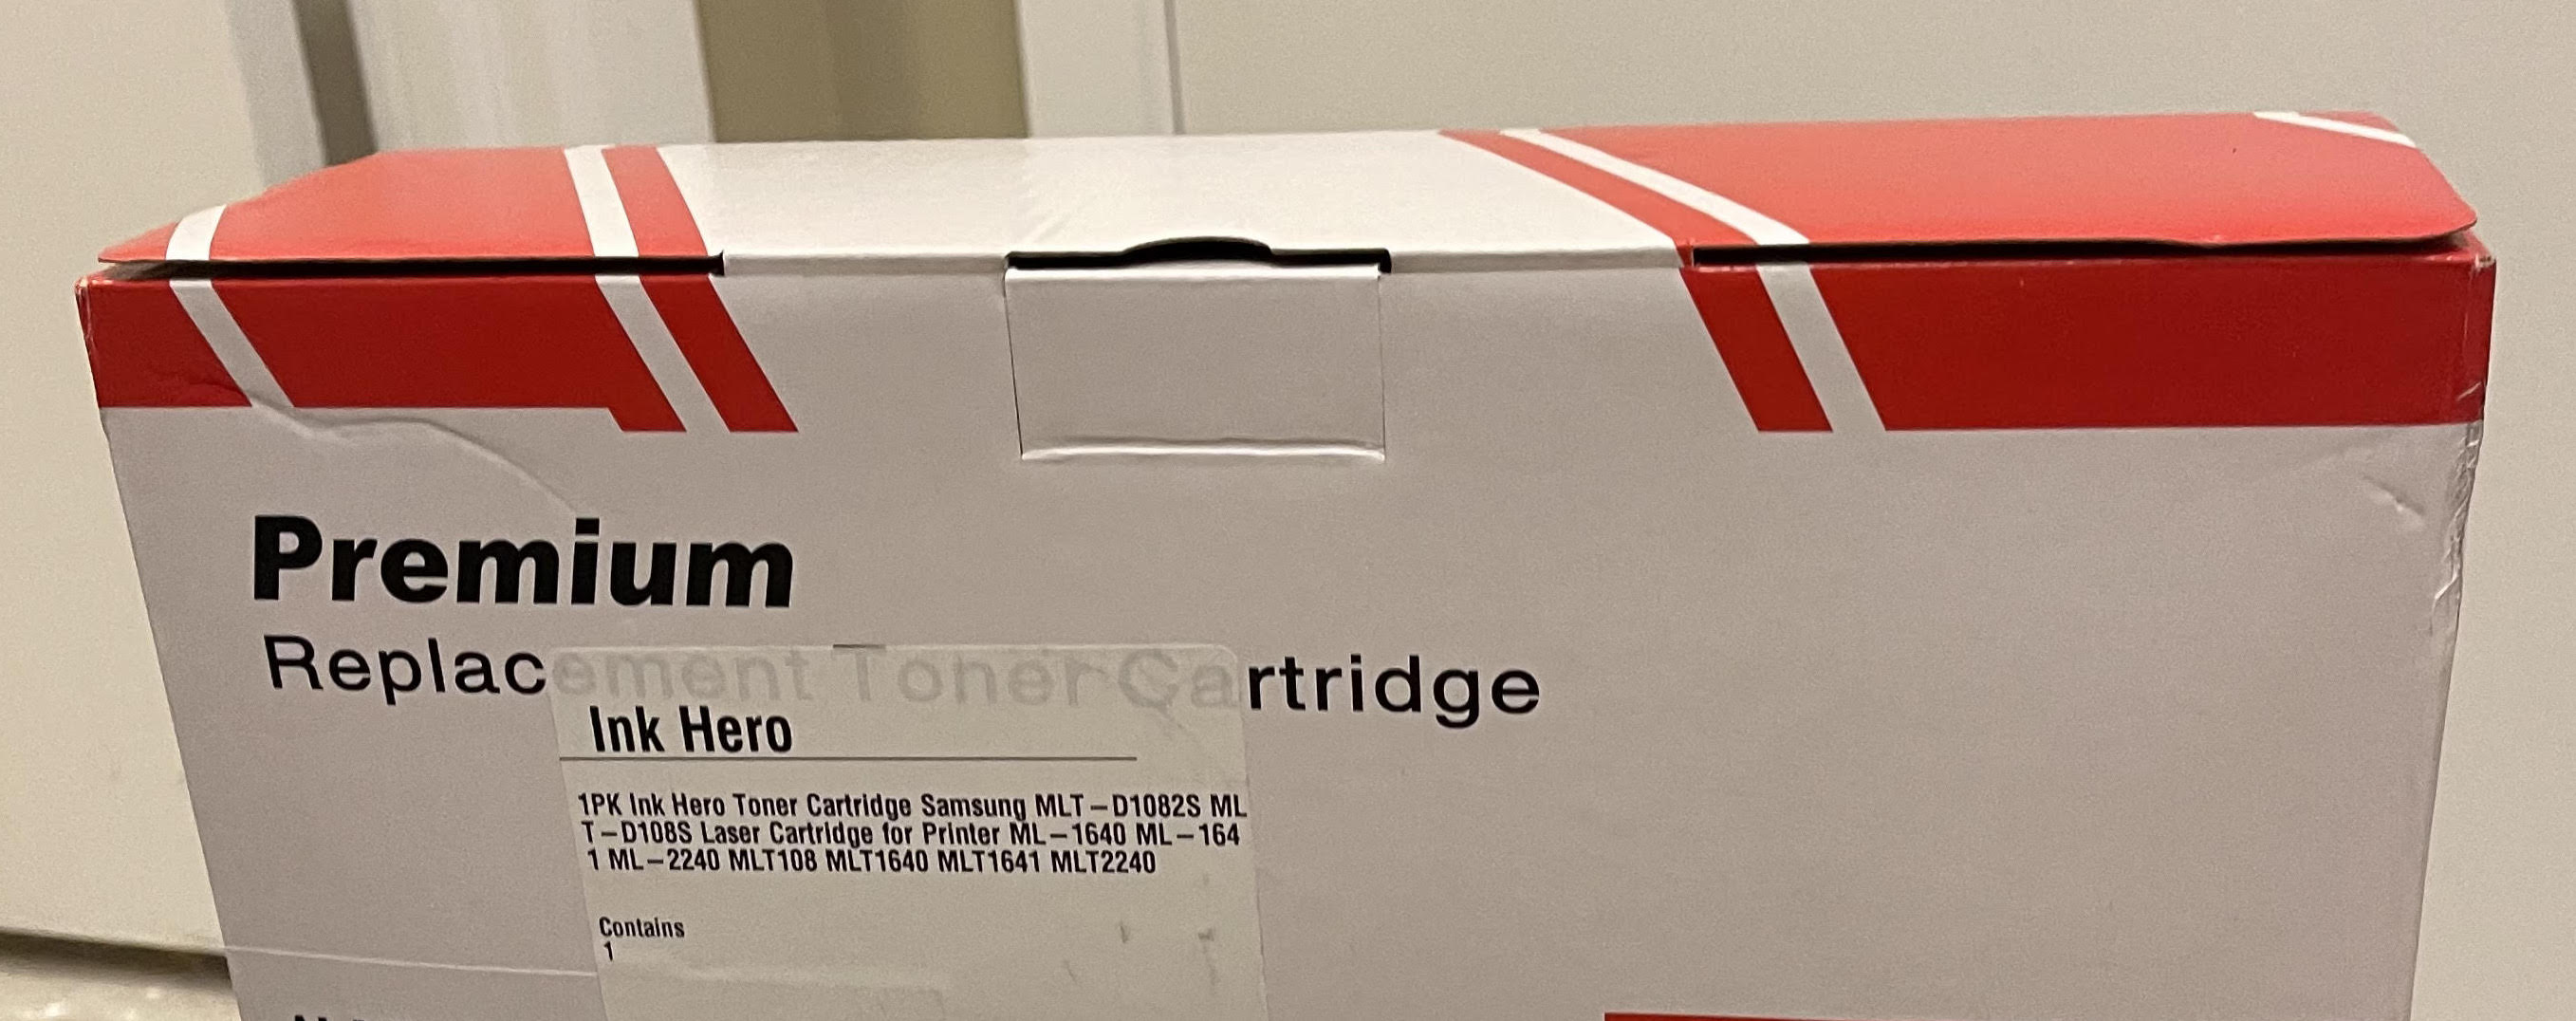 Premium
Replacement Toner Cartridge
Ink Hero
1PK Ink Hero Toner Cartridge Samsung MLT-D1082S ML
T-D108S Laser Cartridge for Printer ML-1640 ML-164
1 ML-2240 MLT108 MLT1640 MLT1641 MLT2240
Contains
1